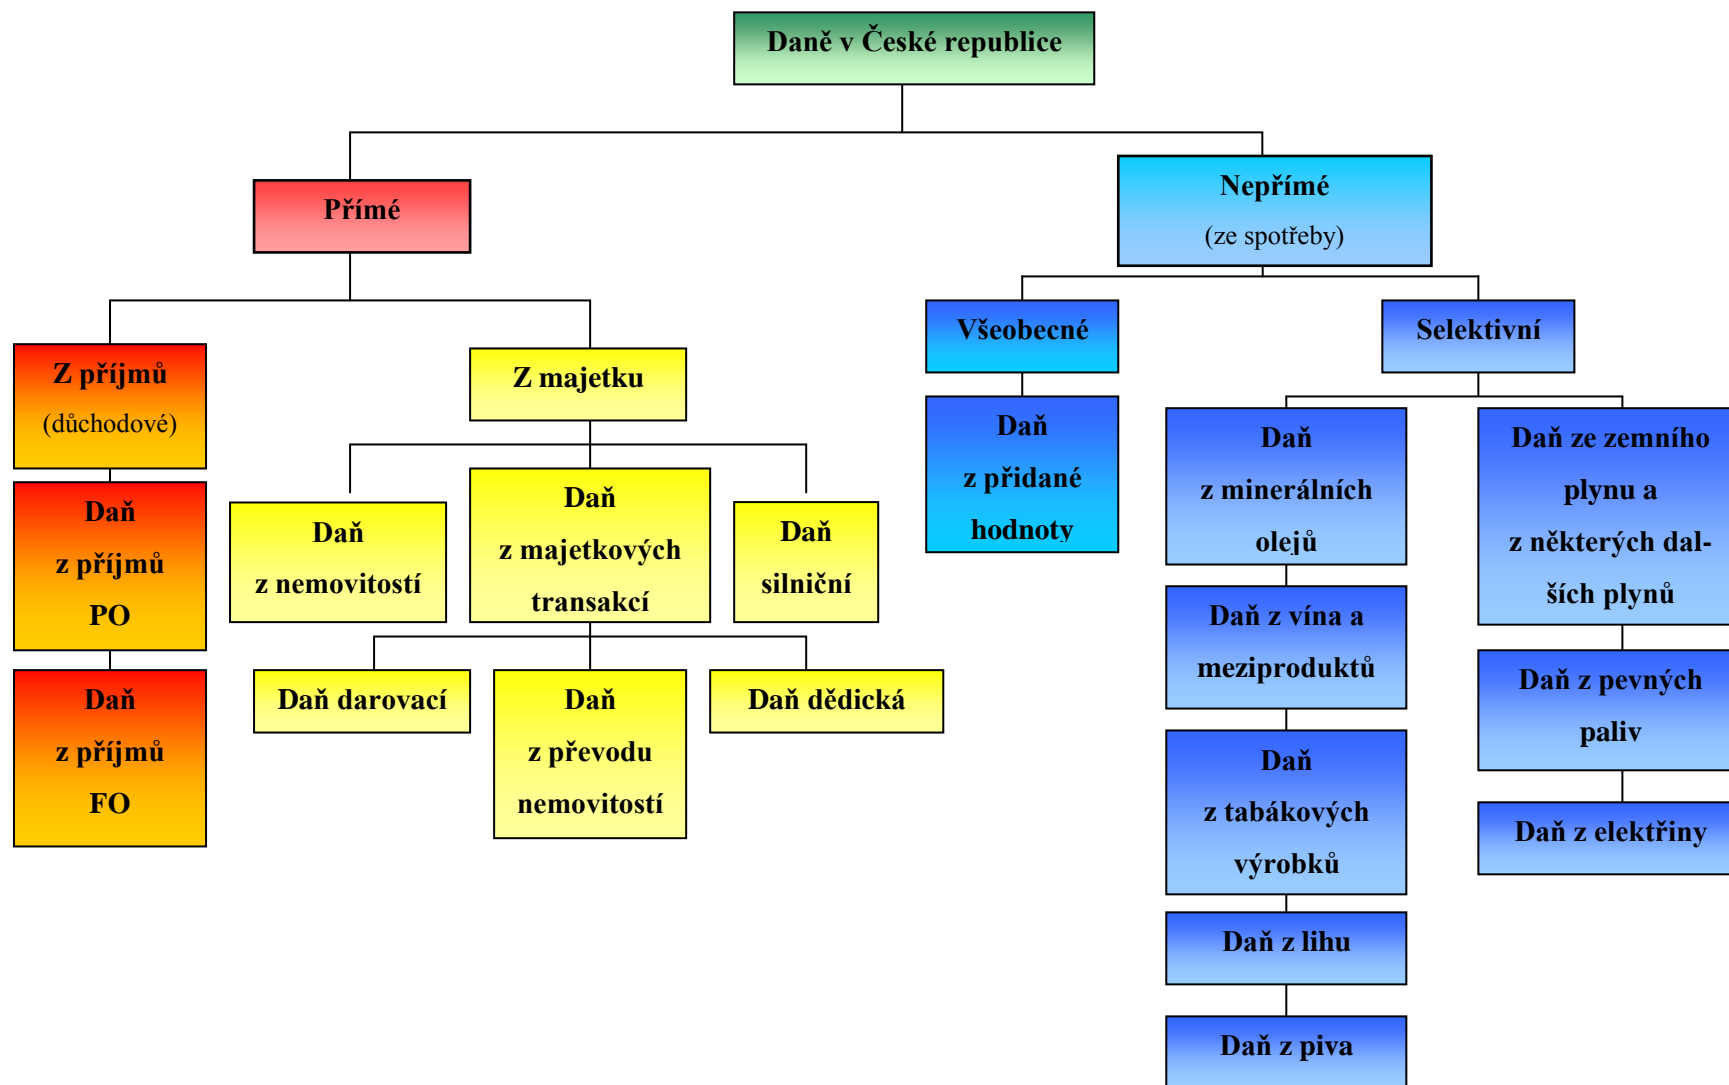 Daně v České republice
Přímé
Nepřímé
(ze spotřeby)
Z příjmů
(důchodové)
Daň
z příjmů
PO
Daň
z příjmů
FO
Z majetku
Daň
z nemovitostí
Daň
z majetkových
transakcí
Daň
silniční
Daň darovací
Daň
z převodu
nemovitostí
Daň dědická
Všeobecné
Daň
z přidané
hodnoty
Selektivní
Daň
z minerálních
olejů
Daň z vína a
meziproduktů
Daň
z tabákových
výrobků
Daň z lihu
Daň z piva
Daň ze zemního
plynu a
z některých dal-
ších plynů
Daň z pevných
paliv
Daň z elektřiny